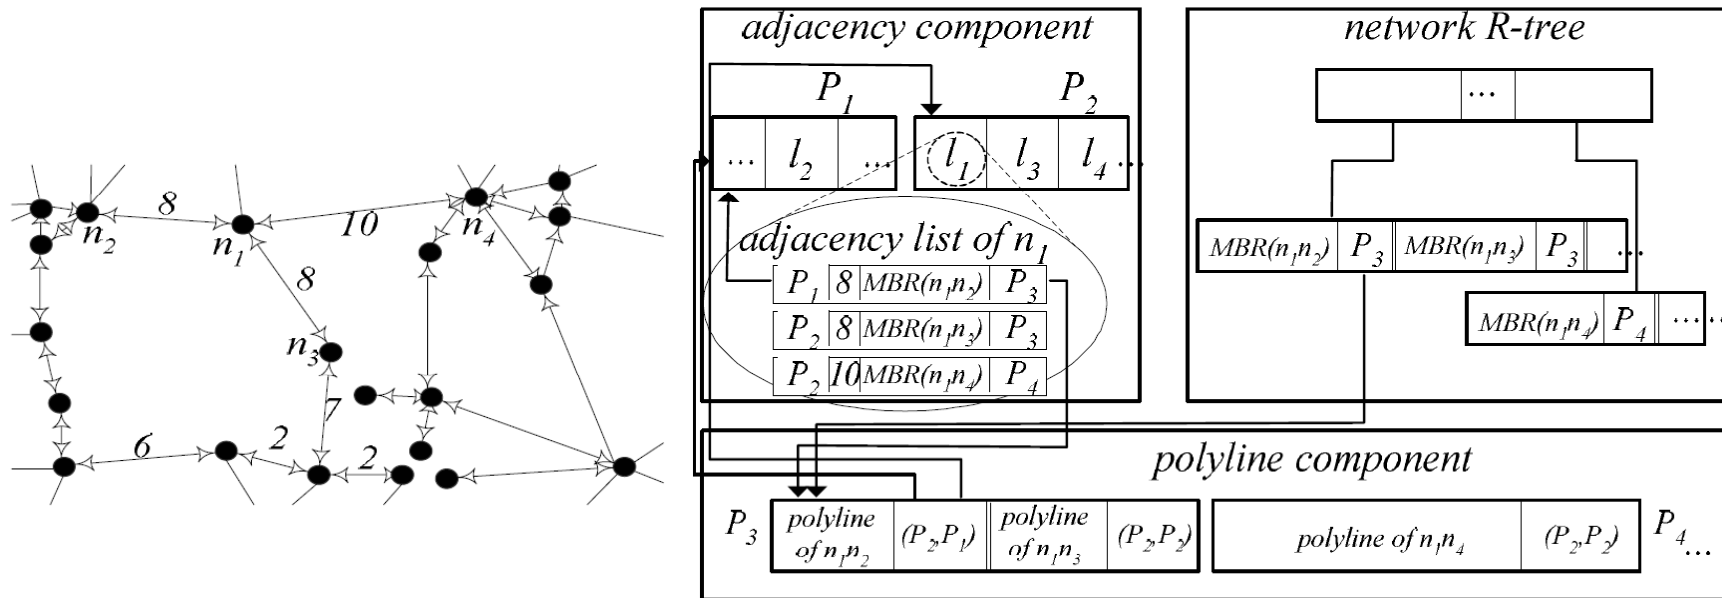 8
10
n₂
n₁
n₄
8
n₃
7
6
2
2
adjacency component
P₁
P₂
... l₂ ...
l₁ l₃ l₄ ...
adjacency list of n₁
P₁ 8 MBR(n₁n₂) P₃
P₂ 8 MBR(n₁n₃) P₃
P₂ 10 MBR(n₁n₄) P₄
network R-tree
...
MBR(n₁n₂) P₃ MBR(n₁n₃) P₃ ...
MBR(n₁n₄) P₄ ... ...
polyline component
P₃
polyline of n₁n₂
(P₂,P₁)
polyline of n₁n₃
(P₂,P₂)
polyline of n₁n₄
(P₂,P₂)
P₄ ...